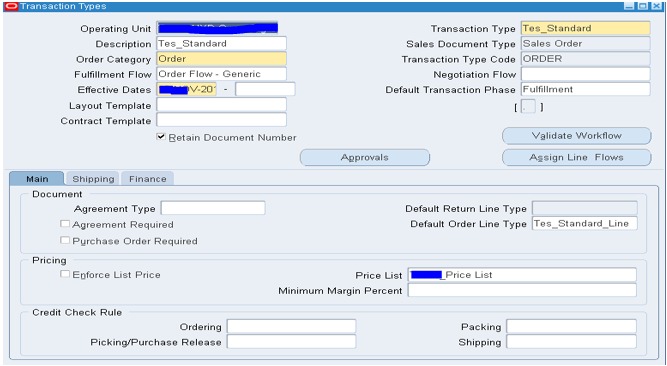 Transaction Types
Operating Unit
Transaction Type Tes_Standard
Description Tes_Standard
Sales Document Type Sales Order
Order Category Order
Transaction Type Code ORDER
Fulfillment Flow Order Flow - Generic
Negotiation Flow
Effective Dates -
Default Transaction Phase Fulfillment
Layout Template
[ . ]
Contract Template
Retain Document Number
Validate Workflow
Approvals
Assign Line Flows
Main Shipping Finance
Document
Agreement Type
Default Return Line Type
Agreement Required
Default Order Line Type Tes_Standard_Line
Purchase Order Required
Pricing
Enforce List Price
Price List _Price List
Minimum Margin Percent
Credit Check Rule
Ordering
Packing
Picking/Purchase Release
Shipping